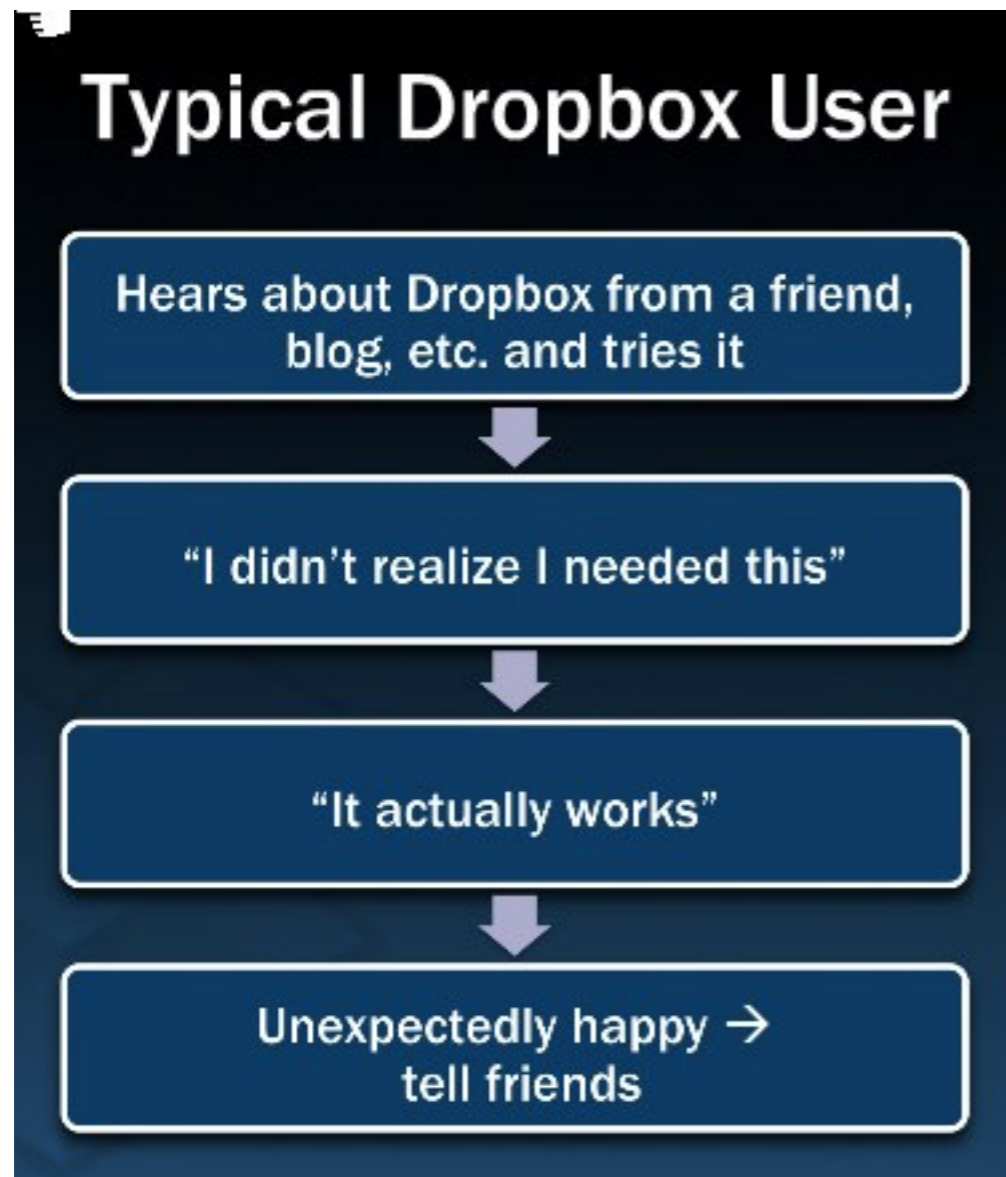 Typical Dropbox User
Hears about Dropbox from a friend,
blog, etc. and tries it
“I didn’t realize I needed this”
“It actually works”
Unexpectedly happy →
tell friends